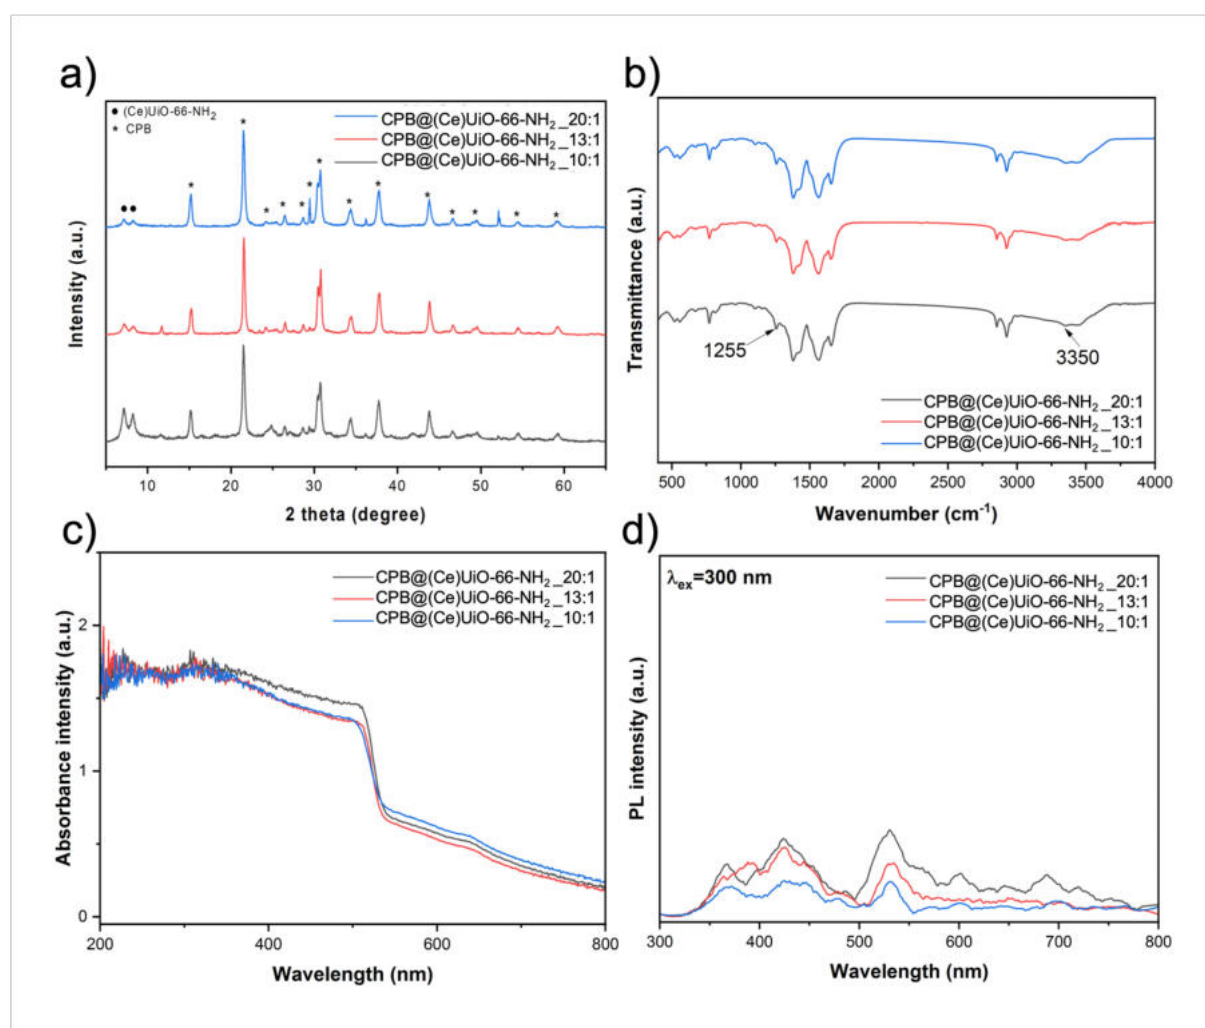 a)
● (Ce)UiO-66-NH2
* CPB
CPB@(Ce)UiO-66-NH2_20:1
CPB@(Ce)UiO-66-NH2_13:1
CPB@(Ce)UiO-66-NH2_10:1
Intensity (a.u.)
10 20 30 40 50 60
2 theta (degree)
b)
Transmittance (a.u.)
1255
3350
CPB@(Ce)UiO-66-NH2_20:1
CPB@(Ce)UiO-66-NH2_13:1
CPB@(Ce)UiO-66-NH2_10:1
500 1000 1500 2000 2500 3000 3500 4000
Wavenumber (cm-1)
c)
CPB@(Ce)UiO-66-NH2_20:1
CPB@(Ce)UiO-66-NH2_13:1
CPB@(Ce)UiO-66-NH2_10:1
Absorbance intensity (a.u.)
2
1
0
200 400 600 800
Wavelength (nm)
d)
λex=300 nm
CPB@(Ce)UiO-66-NH2_20:1
CPB@(Ce)UiO-66-NH2_13:1
CPB@(Ce)UiO-66-NH2_10:1
PL intensity (a.u.)
300 400 500 600 700 800
Wavelength (nm)